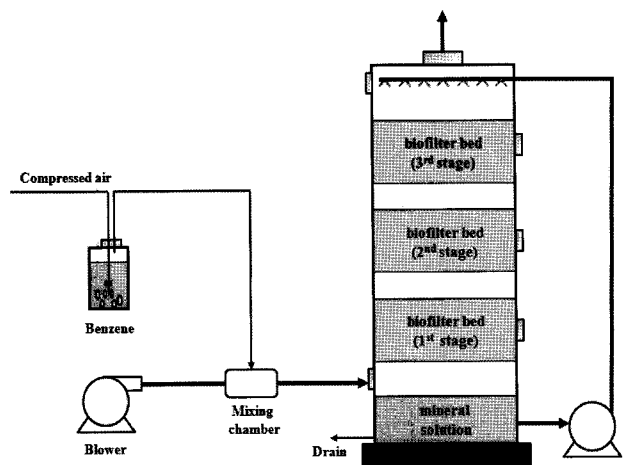 biofilter bed
(3rd stage)
Compressed air
biofilter bed
(2nd stage)
Benzene
biofilter bed
(1st stage)
Mixing
chamber
mineral
solution
Blower
Drain